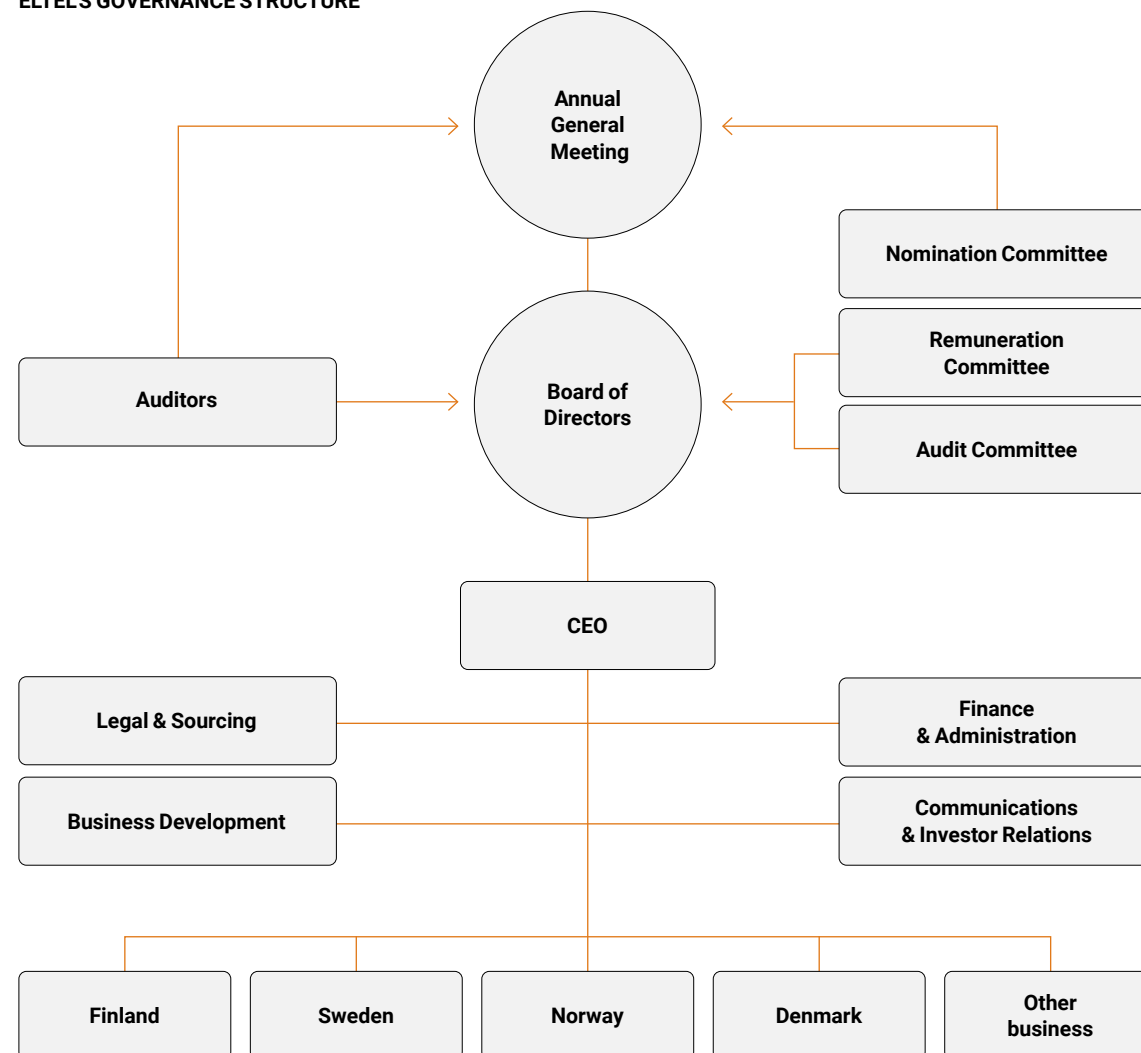 ELTEL'S GOVERNANCE STRUCTURE
Annual
General
Meeting
Nomination Committee
Remuneration
Committee
Auditors
Board of
Directors
Audit Committee
CEO
Legal & Sourcing
Finance
& Administration
Business Development
Communications
& Investor Relations
Finland
Sweden
Norway
Denmark
Other
business